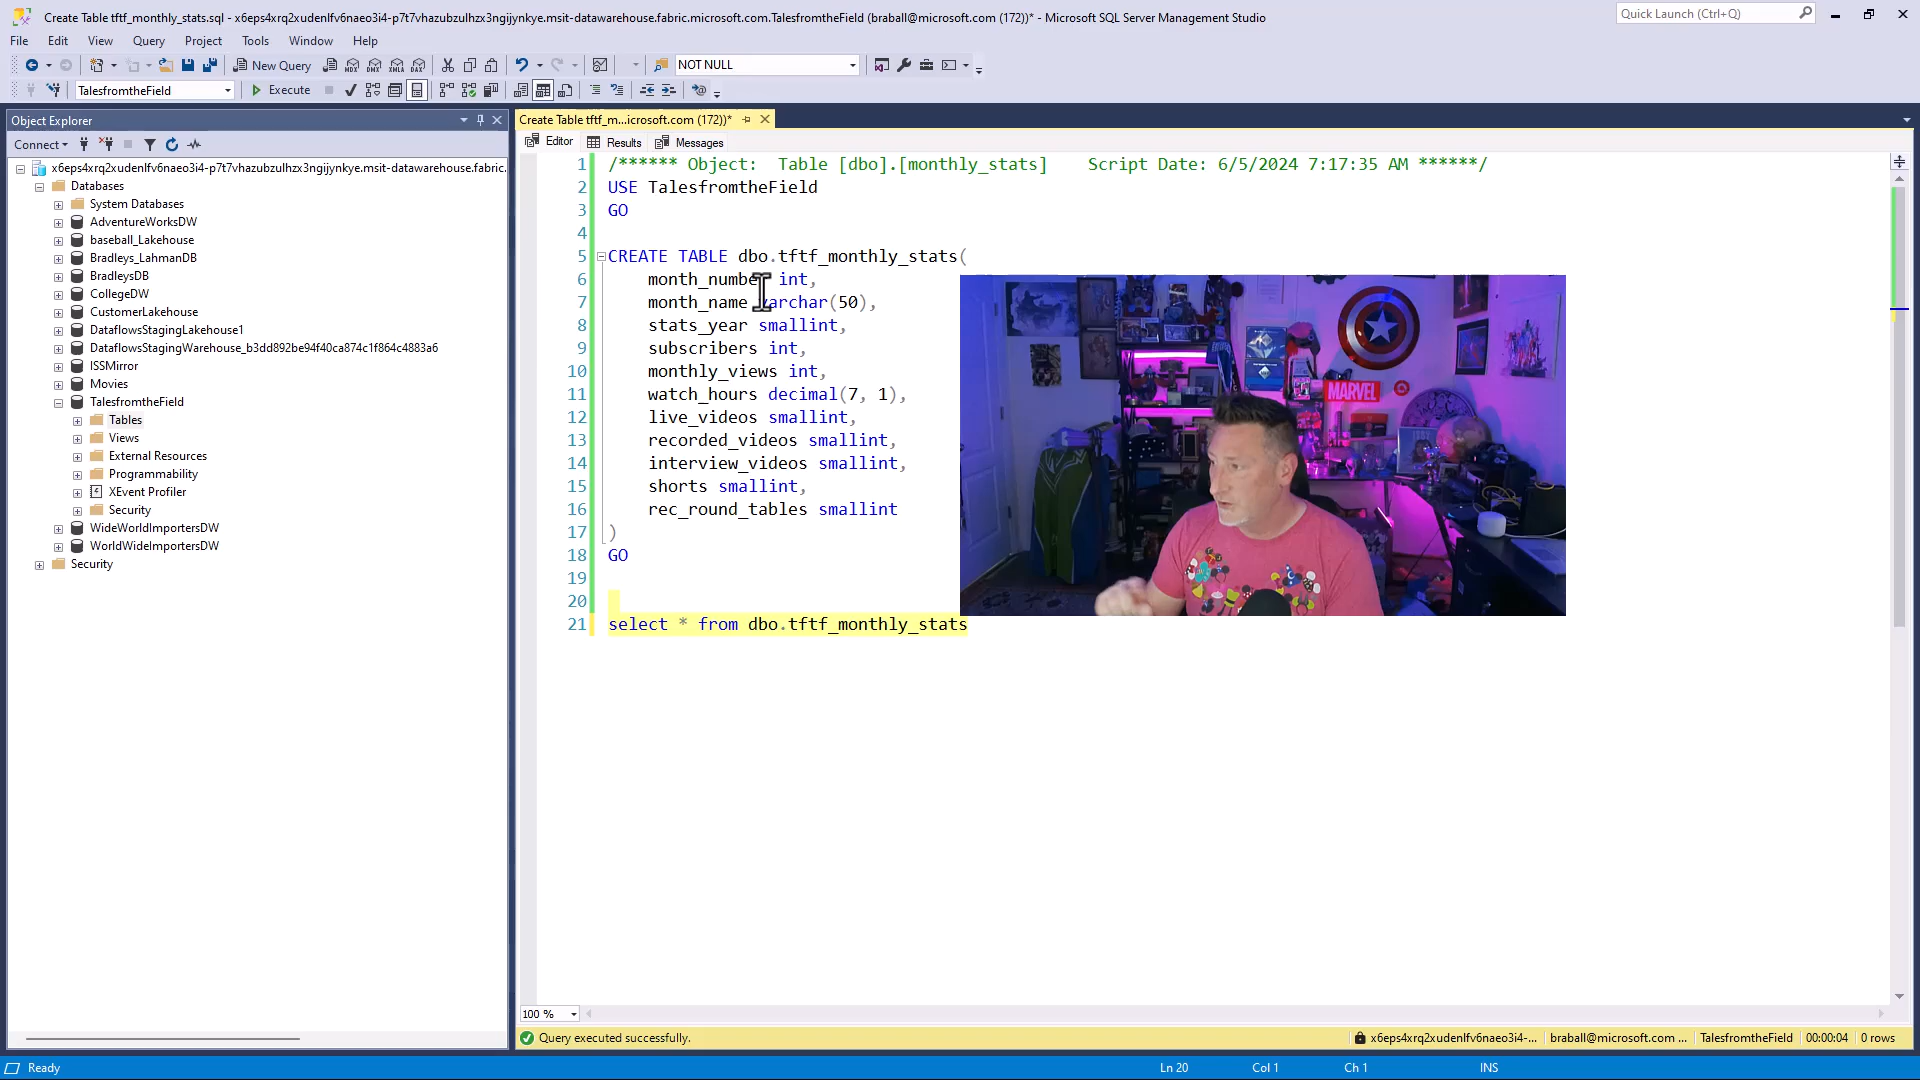 Create Table tftf_monthly_stats.sql - x6eps4xrq2xudenlfv6naeo3i4-p7t7vhazubzulhzx3ngijynkye.msit-datawarehouse.fabric.microsoft.com.TalesfromtheField (braball@microsoft.com (172))* - Microsoft SQL Server Management Studio
Quick Launch (Ctrl+Q)
File Edit View Query Project Tools Window Help
New Query
NOT NULL
TalesfromtheField
Execute
Object Explorer
Connect
x6eps4xrq2xudenlfv6naeo3i4-p7t7vhazubzulhzx3ngijynkye.msit-datawarehouse.fabric.
Databases
System Databases
AdventureWorksDW
baseball_Lakehouse
Bradleys_LahmanDB
BradleysDB
CollegeDW
CustomerLakehouse
DataflowsStagingLakehouse1
DataflowsStagingWarehouse_b3dd892be94f40ca874c1f864c4883a6
ISSMirror
Movies
TalesfromtheField
Tables
Views
External Resources
Programmability
XEvent Profiler
Security
WideWorldImportersDW
WorldWideImportersDW
Security
Create Table tftf_m...icrosoft.com (172))*
Editor Results Messages
1 /****** Object: Table [dbo].[monthly_stats] Script Date: 6/5/2024 7:17:35 AM ******/
2 USE TalesfromtheField
3 GO
4
5 CREATE TABLE dbo.tftf_monthly_stats(
6 month_number int,
7 month_name varchar(50),
8 stats_year smallint,
9 subscribers int,
10 monthly_views int,
11 watch_hours decimal(7, 1),
12 live_videos smallint,
13 recorded_videos smallint,
14 interview_videos smallint,
15 shorts smallint,
16 rec_round_tables smallint
17 )
18 GO
19
20
21 select * from dbo.tftf_monthly_stats
MARVEL
100 %
Query executed successfully.
x6eps4xrq2xudenlfv6naeo3i4-... braball@microsoft.com ... TalesfromtheField 00:00:04 0 rows
Ready
Ln 20 Col 1 Ch 1 INS